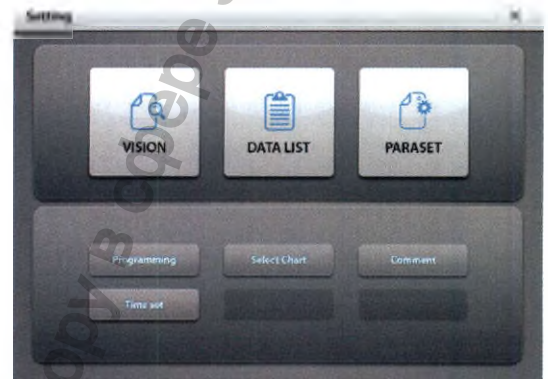 Setting
VISION
DATA LIST
PARASET
Programming
Select Chart
Comment
Time set